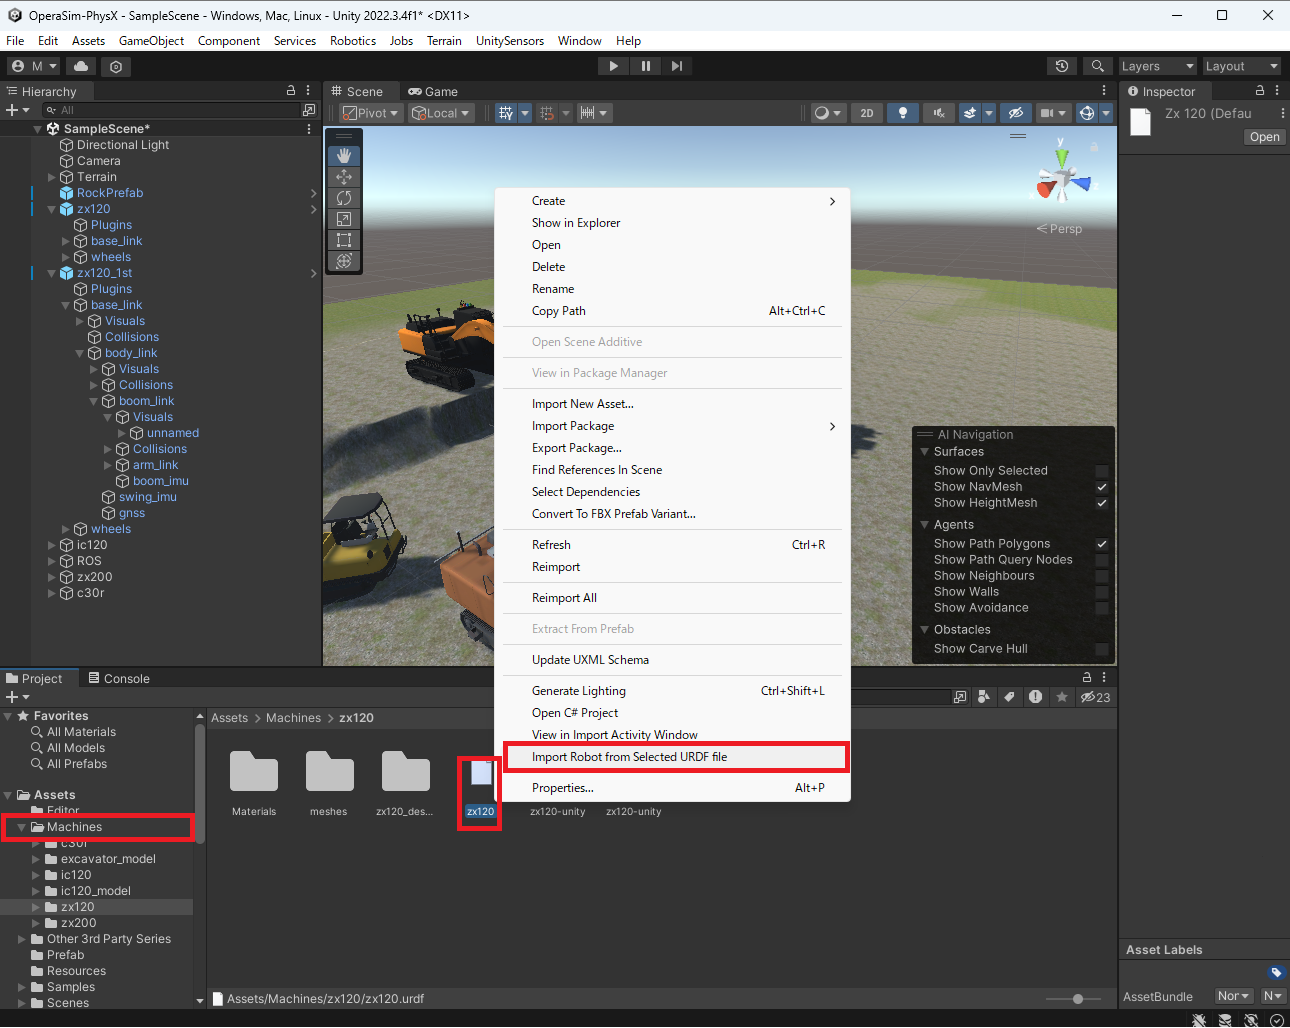 OperaSim-PhysX - SampleScene - Windows, Mac, Linux - Unity 2022.3.4f1* <DX11>
File Edit Assets GameObject Component Services Robotics Jobs Terrain UnitySensors Window Help
M
Layers Layout
Hierarchy
All
SampleScene*
Directional Light
Camera
Terrain
RockPrefab
zx120
Plugins
base_link
wheels
zx120_1st
Plugins
base_link
Visuals
Collisions
body_link
Visuals
Collisions
boom_link
Visuals
unnamed
Collisions
arm_link
boom_imu
swing_imu
gnss
wheels
ic120
ROS
zx200
c30r
Scene Game
Pivot Local 2D
y
x
z
Persp
Create
Show in Explorer
Open
Delete
Rename
Copy Path Alt+Ctrl+C
Open Scene Additive
View in Package Manager
Import New Asset...
Import Package
Export Package...
Find References In Scene
Select Dependencies
Convert To FBX Prefab Variant...
Refresh Ctrl+R
Reimport
Reimport All
Extract From Prefab
Update UXML Schema
Generate Lighting Ctrl+Shift+L
Open C# Project
View in Import Activity Window
Import Robot from Selected URDF file
Properties... Alt+P
AI Navigation
Surfaces
Show Only Selected
Show NavMesh
Show HeightMesh
Agents
Show Path Polygons
Show Path Query Nodes
Show Neighbours
Show Walls
Show Avoidance
Obstacles
Show Carve Hull
Inspector
Zx 120 (Defau
Open
Project Console
23
Favorites
All Materials
All Models
All Prefabs
Assets
Editor
Machines
c30r
excavator_model
ic120
ic120_model
zx120
zx200
Other 3rd Party Series
Prefab
Resources
Samples
Scenes
Assets > Machines > zx120
Materials meshes zx120_des... zx120 zx120-unity zx120-unity
Assets/Machines/zx120/zx120.urdf
Asset Labels
AssetBundle Nor N